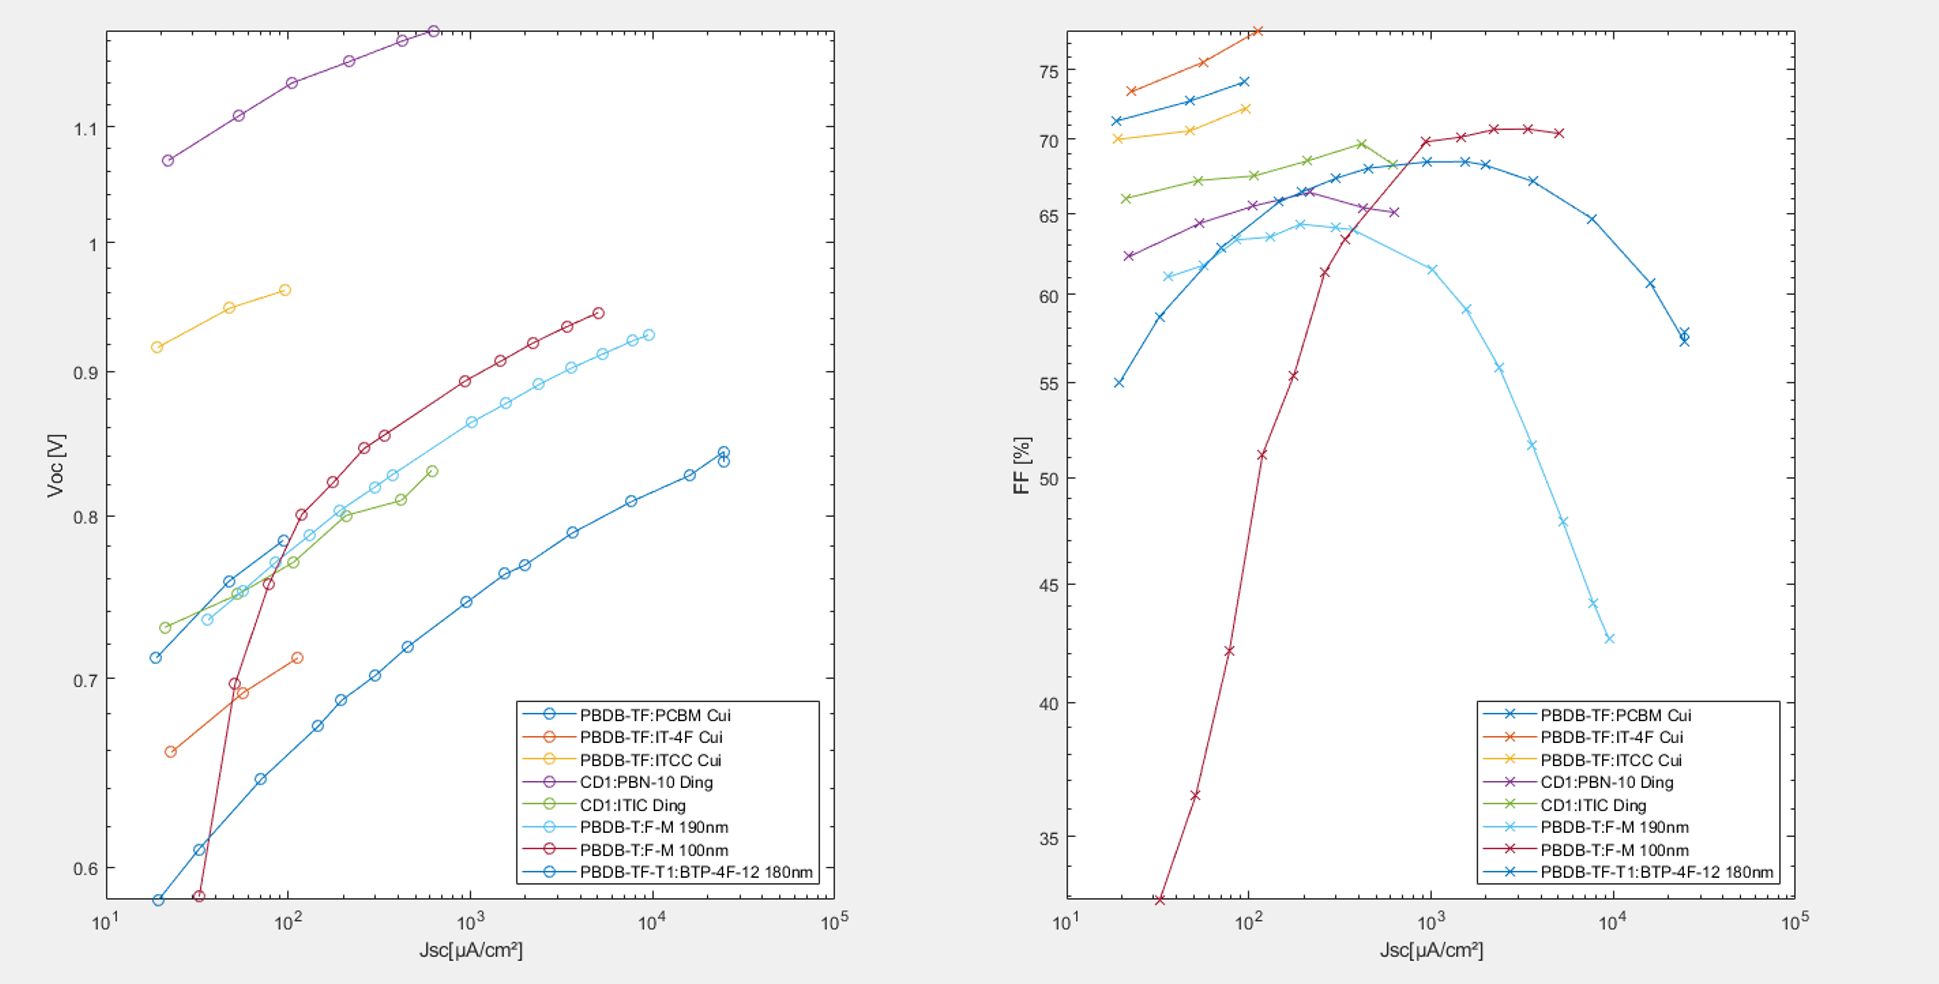 1.1
1
0.9
0.8
0.7
0.6
Voc [V]
10¹ 10² 10³ 10⁴ 10⁵
Jsc[µA/cm²]
PBDB-TF:PCBM Cui
PBDB-TF:IT-4F Cui
PBDB-TF:ITCC Cui
CD1:PBN-10 Ding
CD1:ITIC Ding
PBDB-T:F-M 190nm
PBDB-T:F-M 100nm
PBDB-TF-T1:BTP-4F-12 180nm
75
70
65
60
55
50
45
40
35
FF [%]
10¹ 10² 10³ 10⁴ 10⁵
Jsc[µA/cm²]
PBDB-TF:PCBM Cui
PBDB-TF:IT-4F Cui
PBDB-TF:ITCC Cui
CD1:PBN-10 Ding
CD1:ITIC Ding
PBDB-T:F-M 190nm
PBDB-T:F-M 100nm
PBDB-TF-T1:BTP-4F-12 180nm